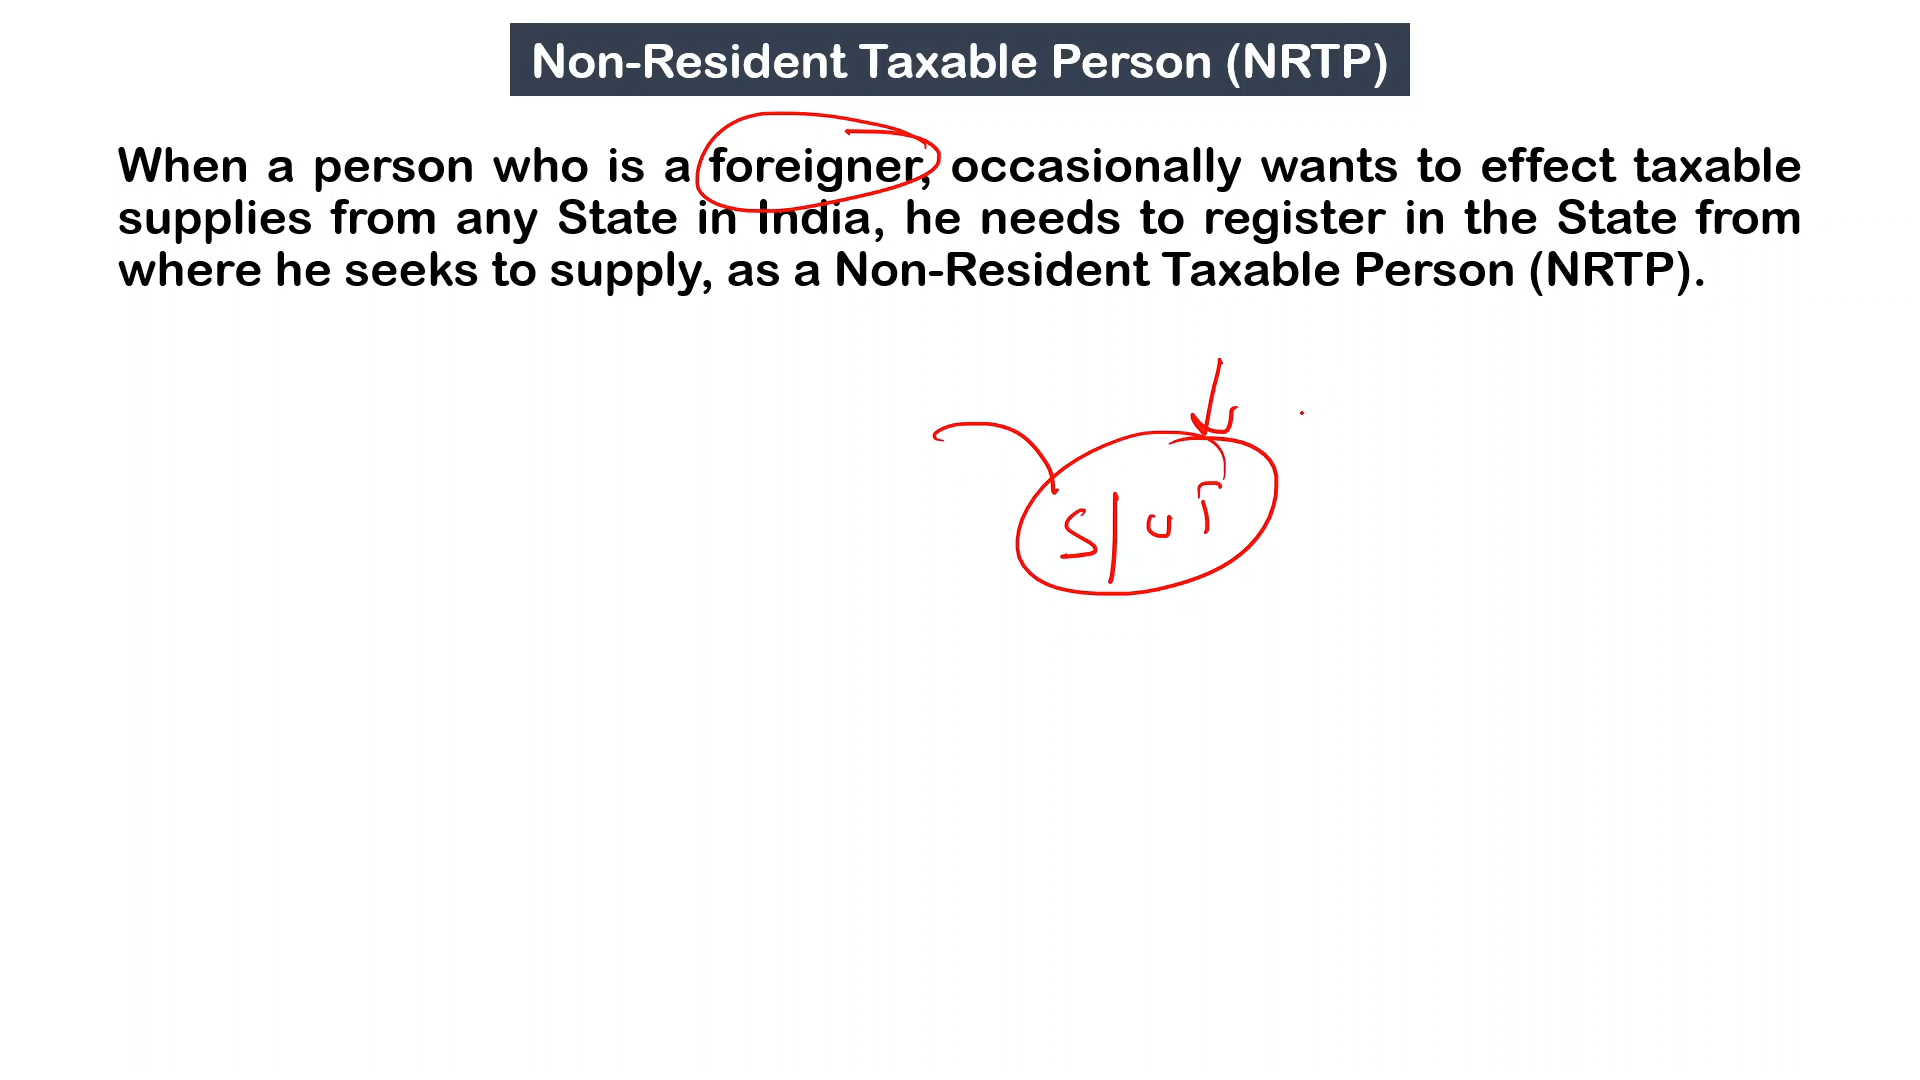 Non-Resident Taxable Person (NRTP)
When a person who is a foreigner, occasionally wants to effect taxable
supplies from any State in India, he needs to register in the State from
where he seeks to supply, as a Non-Resident Taxable Person (NRTP).
S/UT